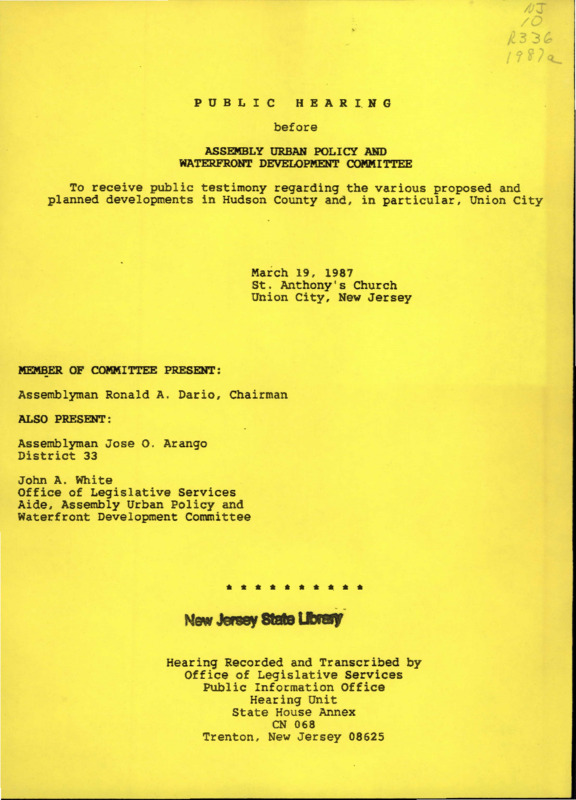 NJ
10
R336
1987a
PUBLIC HEARING
before
ASSEMBLY URBAN POLICY AND
WATERFRONT DEVELOPMENT COMMITTEE
To receive public testimony regarding the various proposed and
planned developments in Hudson County and, in particular, Union City
March 19, 1987
St. Anthony's Church
Union City, New Jersey
MEMBER OF COMMITTEE PRESENT:
Assemblyman Ronald A. Dario, Chairman
ALSO PRESENT:
Assemblyman Jose O. Arango
District 33
John A. White
Office of Legislative Services
Aide, Assembly Urban Policy and
Waterfront Development Committee
* * * * * * * * * *
New Jersey State Library
Hearing Recorded and Transcribed by
Office of Legislative Services
Public Information Office
Hearing Unit
State House Annex
CN 068
Trenton, New Jersey 08625